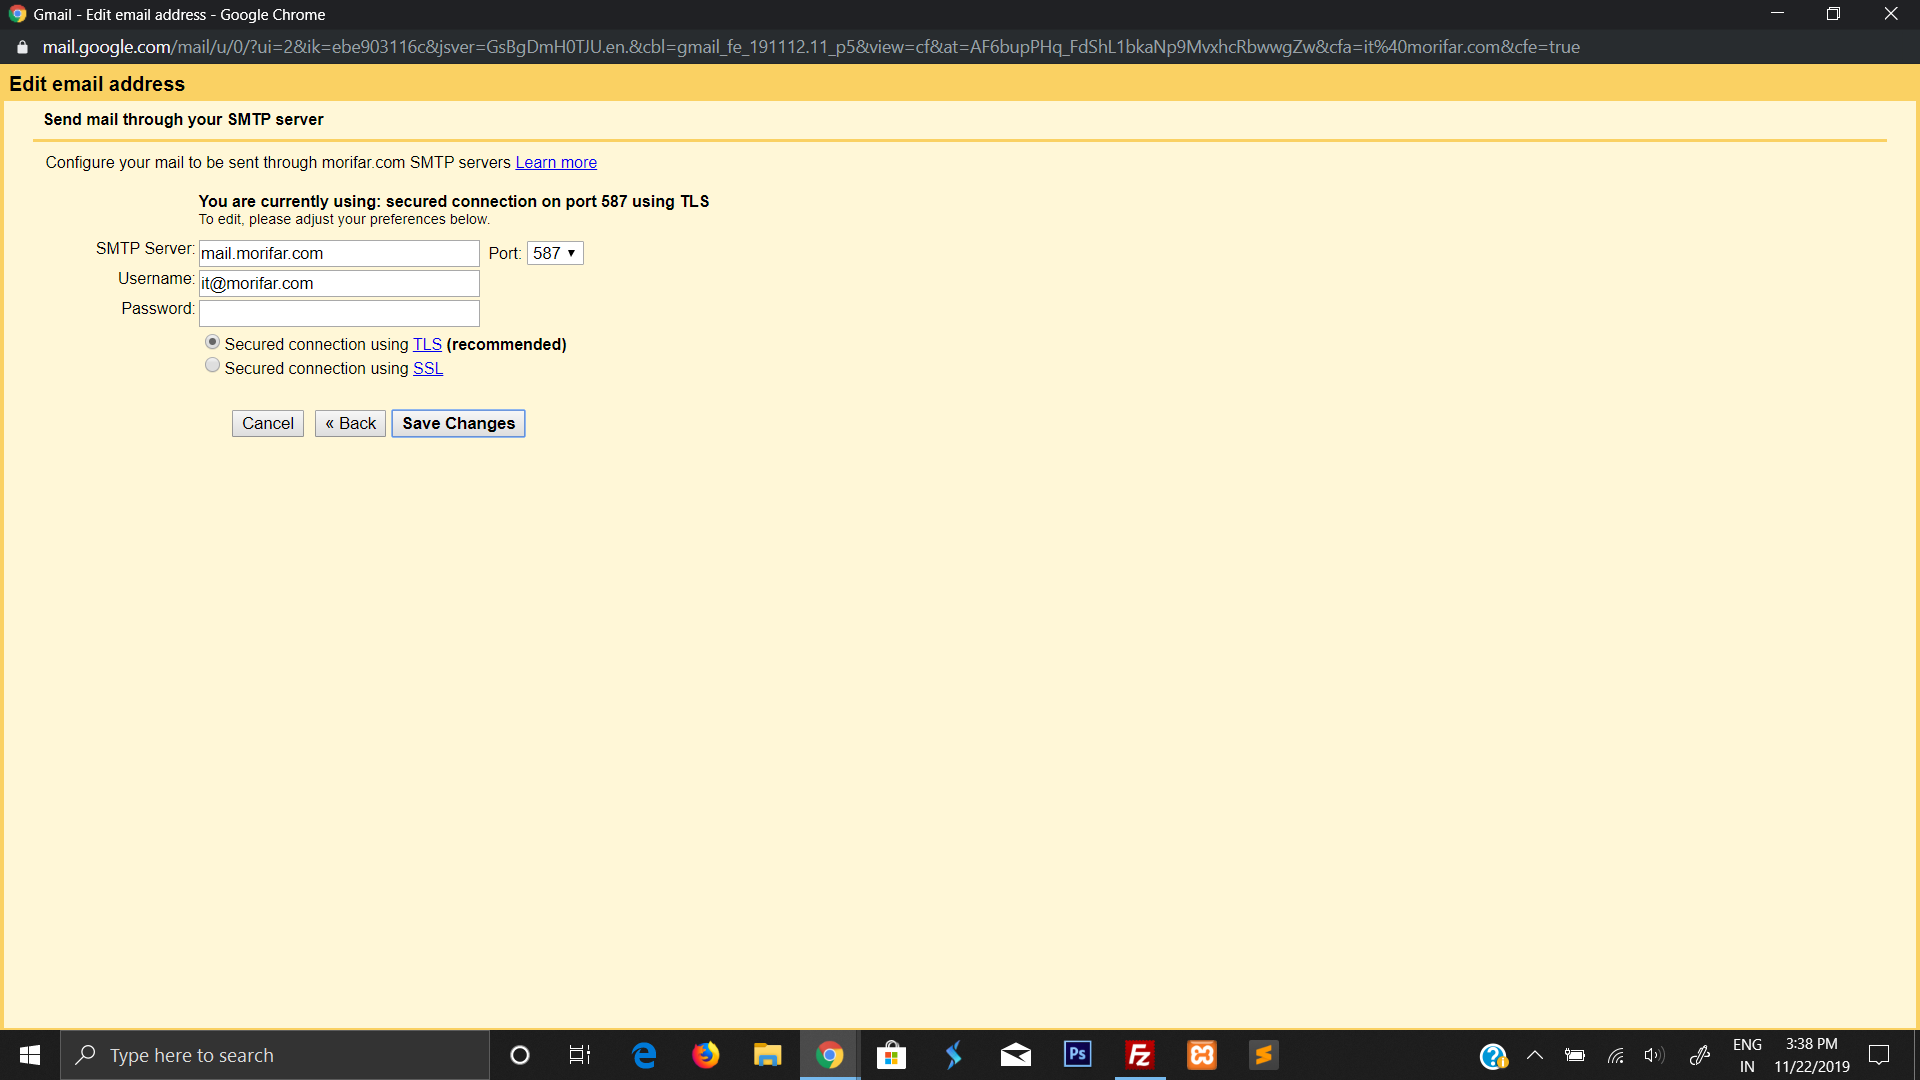 Gmail - Edit email address - Google Chrome
mail.google.com/mail/u/0/?ui=2&ik=ebe903116c&jsver=GsBgDmH0TJU.en.&cbl=gmail_fe_191112.11_p5&view=cf&at=AF6bupPHq_FdShL1bkaNp9MvxhcRbwwgZw&cfa=it%40morifar.com&cfe=true
Edit email address
Send mail through your SMTP server
Configure your mail to be sent through morifar.com SMTP servers Learn more
You are currently using: secured connection on port 587 using TLS
To edit, please adjust your preferences below.
SMTP Server: mail.morifar.com Port: 587
Username: it@morifar.com
Password:
Secured connection using TLS (recommended)
Secured connection using SSL
Cancel « Back Save Changes
Type here to search
Ps
Fz
ENG
IN
3:38 PM
11/22/2019